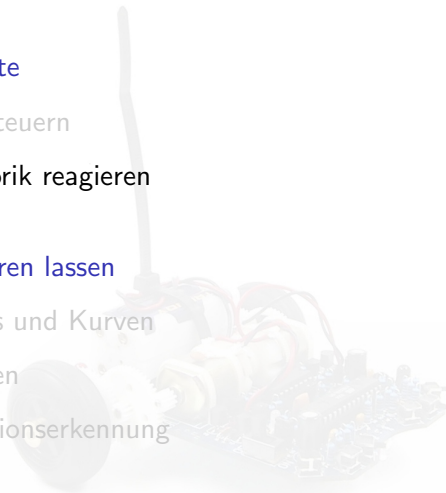 te
teuern
rik reagieren
ren lassen
s und Kurven
en
ionserkennung